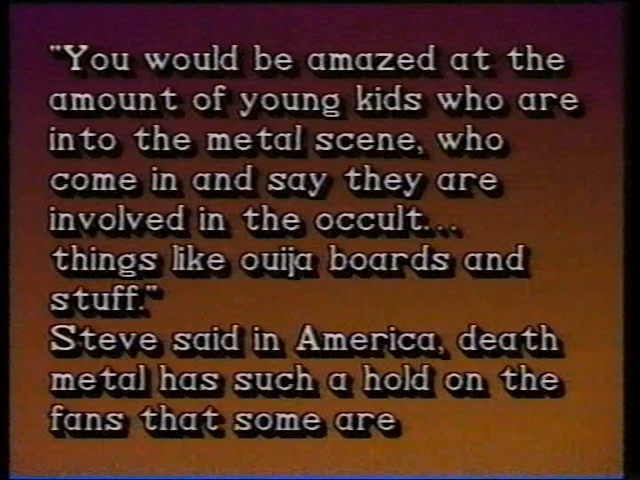 "You would be amazed at the
amount of young kids who are
into the metal scene, who
come in and say they are
involved in the occult...
things like ouija boards and
stuff."
Steve said in America, death
metal has such a hold on the
fans that some are